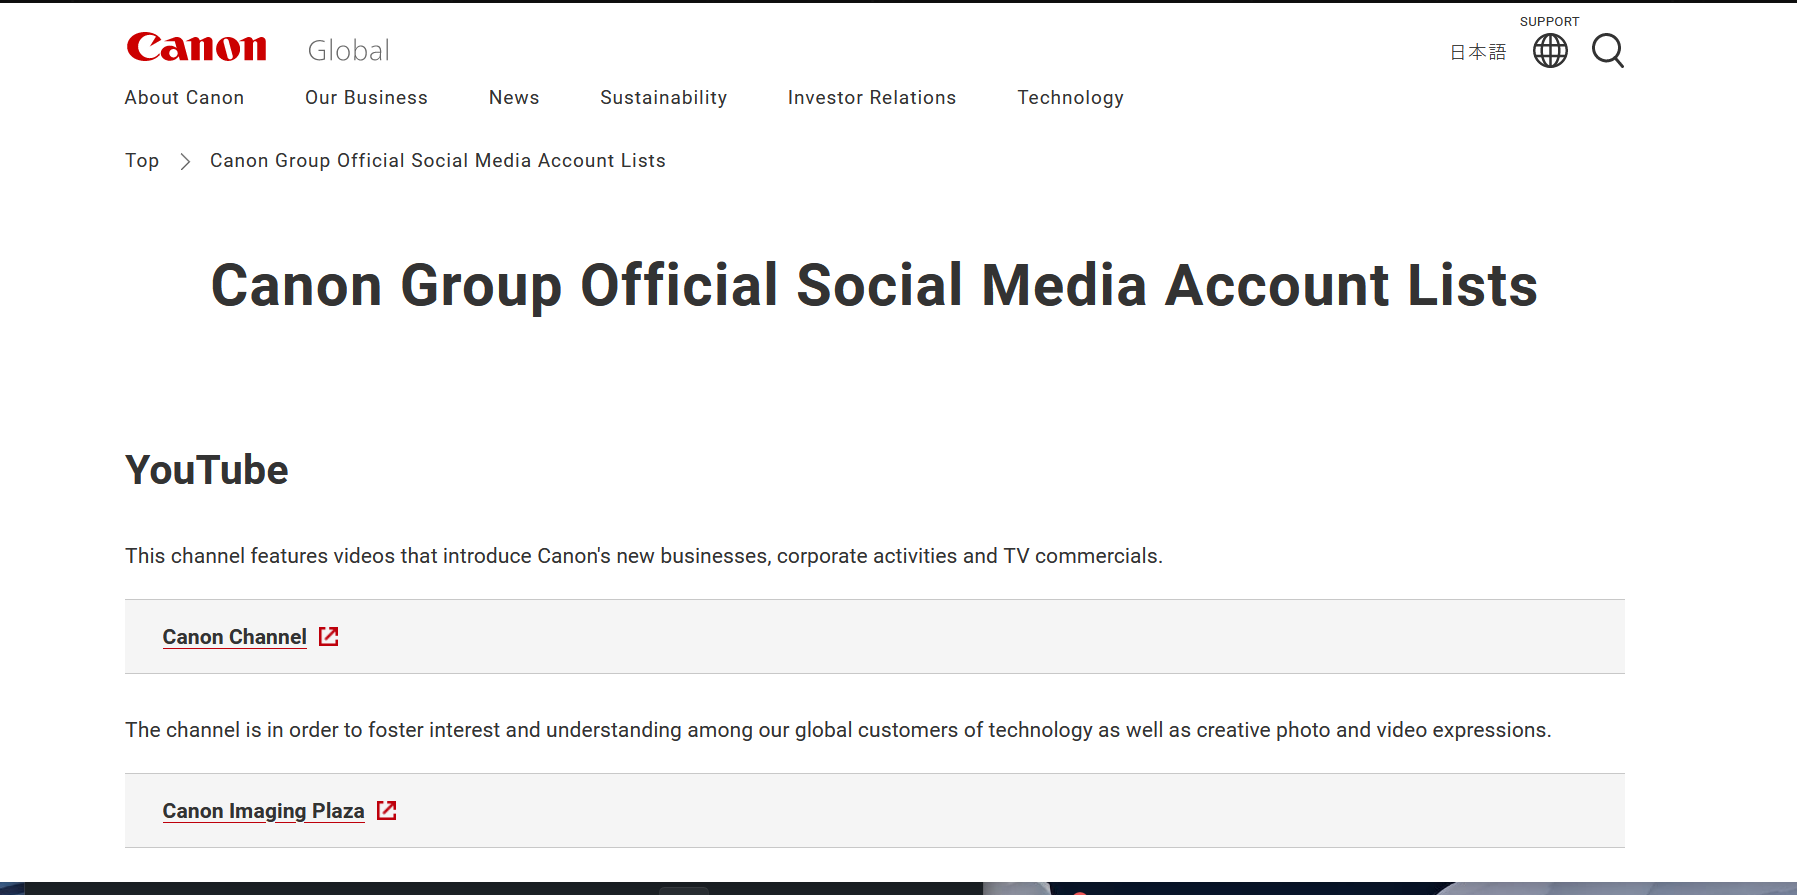 SUPPORT
Canon Global
日本語
About Canon Our Business News Sustainability Investor Relations Technology
Top Canon Group Official Social Media Account Lists
Canon Group Official Social Media Account Lists
YouTube
This channel features videos that introduce Canon's new businesses, corporate activities and TV commercials.
Canon Channel
The channel is in order to foster interest and understanding among our global customers of technology as well as creative photo and video expressions.
Canon Imaging Plaza